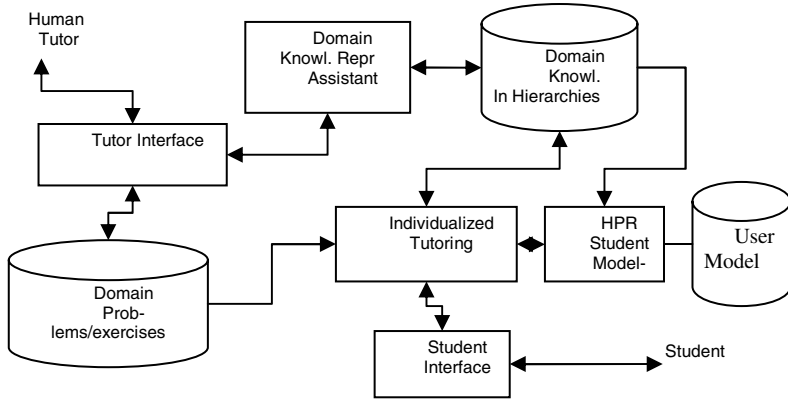 Human
Tutor
Domain
Knowl. Repr
Assistant
Domain
Knowl.
In Hierarchies
Tutor Interface
Individualized
Tutoring
HPR
Student
Model-
User
Model
Domain
Prob-
lems/exercises
Student
Interface
Student